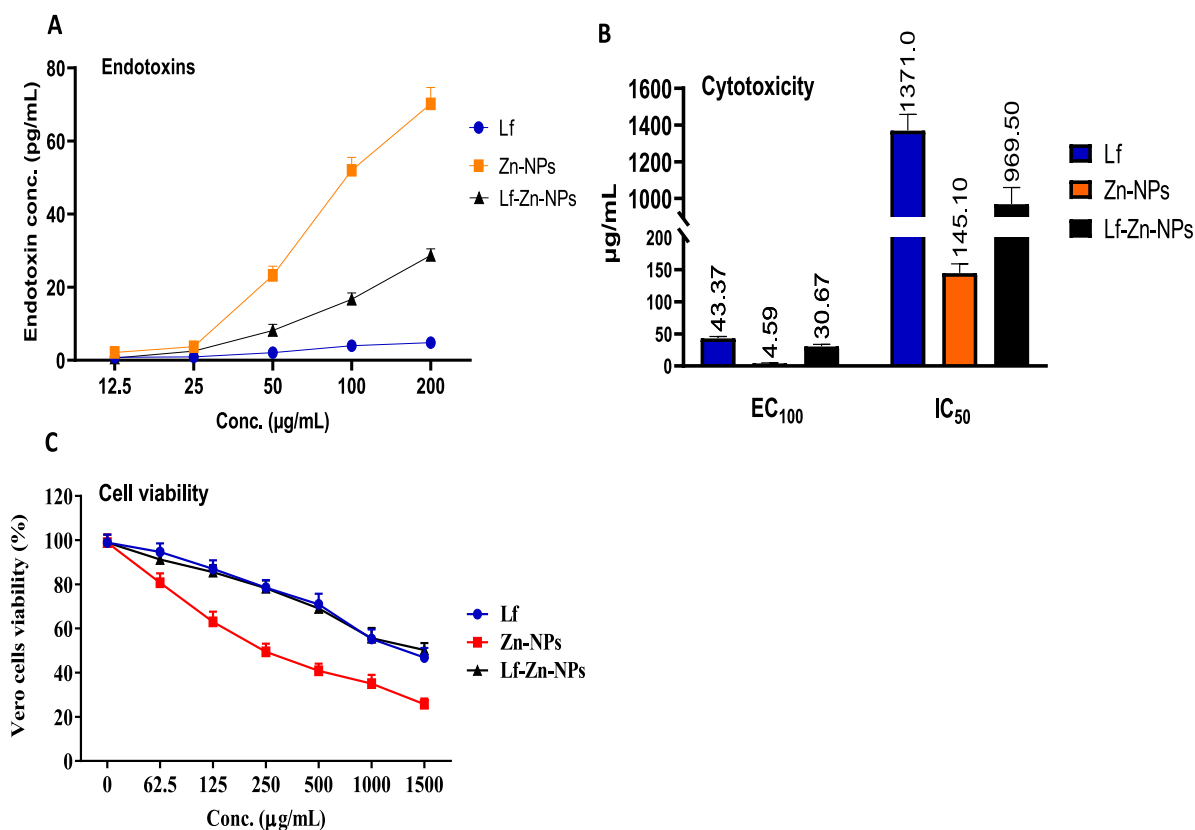 A
Endotoxins
Endotoxin conc. (pg/mL)
80
60
40
20
0
12.5 25 50 100 200
Conc. (µg/mL)
Lf
Zn-NPs
Lf-Zn-NPs
B
Cytotoxicity
µg/mL
1600
1400
1200
1000
200
150
100
50
0
43.37
4.59
30.67
1371.0
145.10
969.50
EC100 IC50
Lf
Zn-NPs
Lf-Zn-NPs
C
Cell viability
Vero cells viability (%)
120
100
80
60
40
20
0
0 62.5 125 250 500 1000 1500
Conc. (µg/mL)
Lf
Zn-NPs
Lf-Zn-NPs